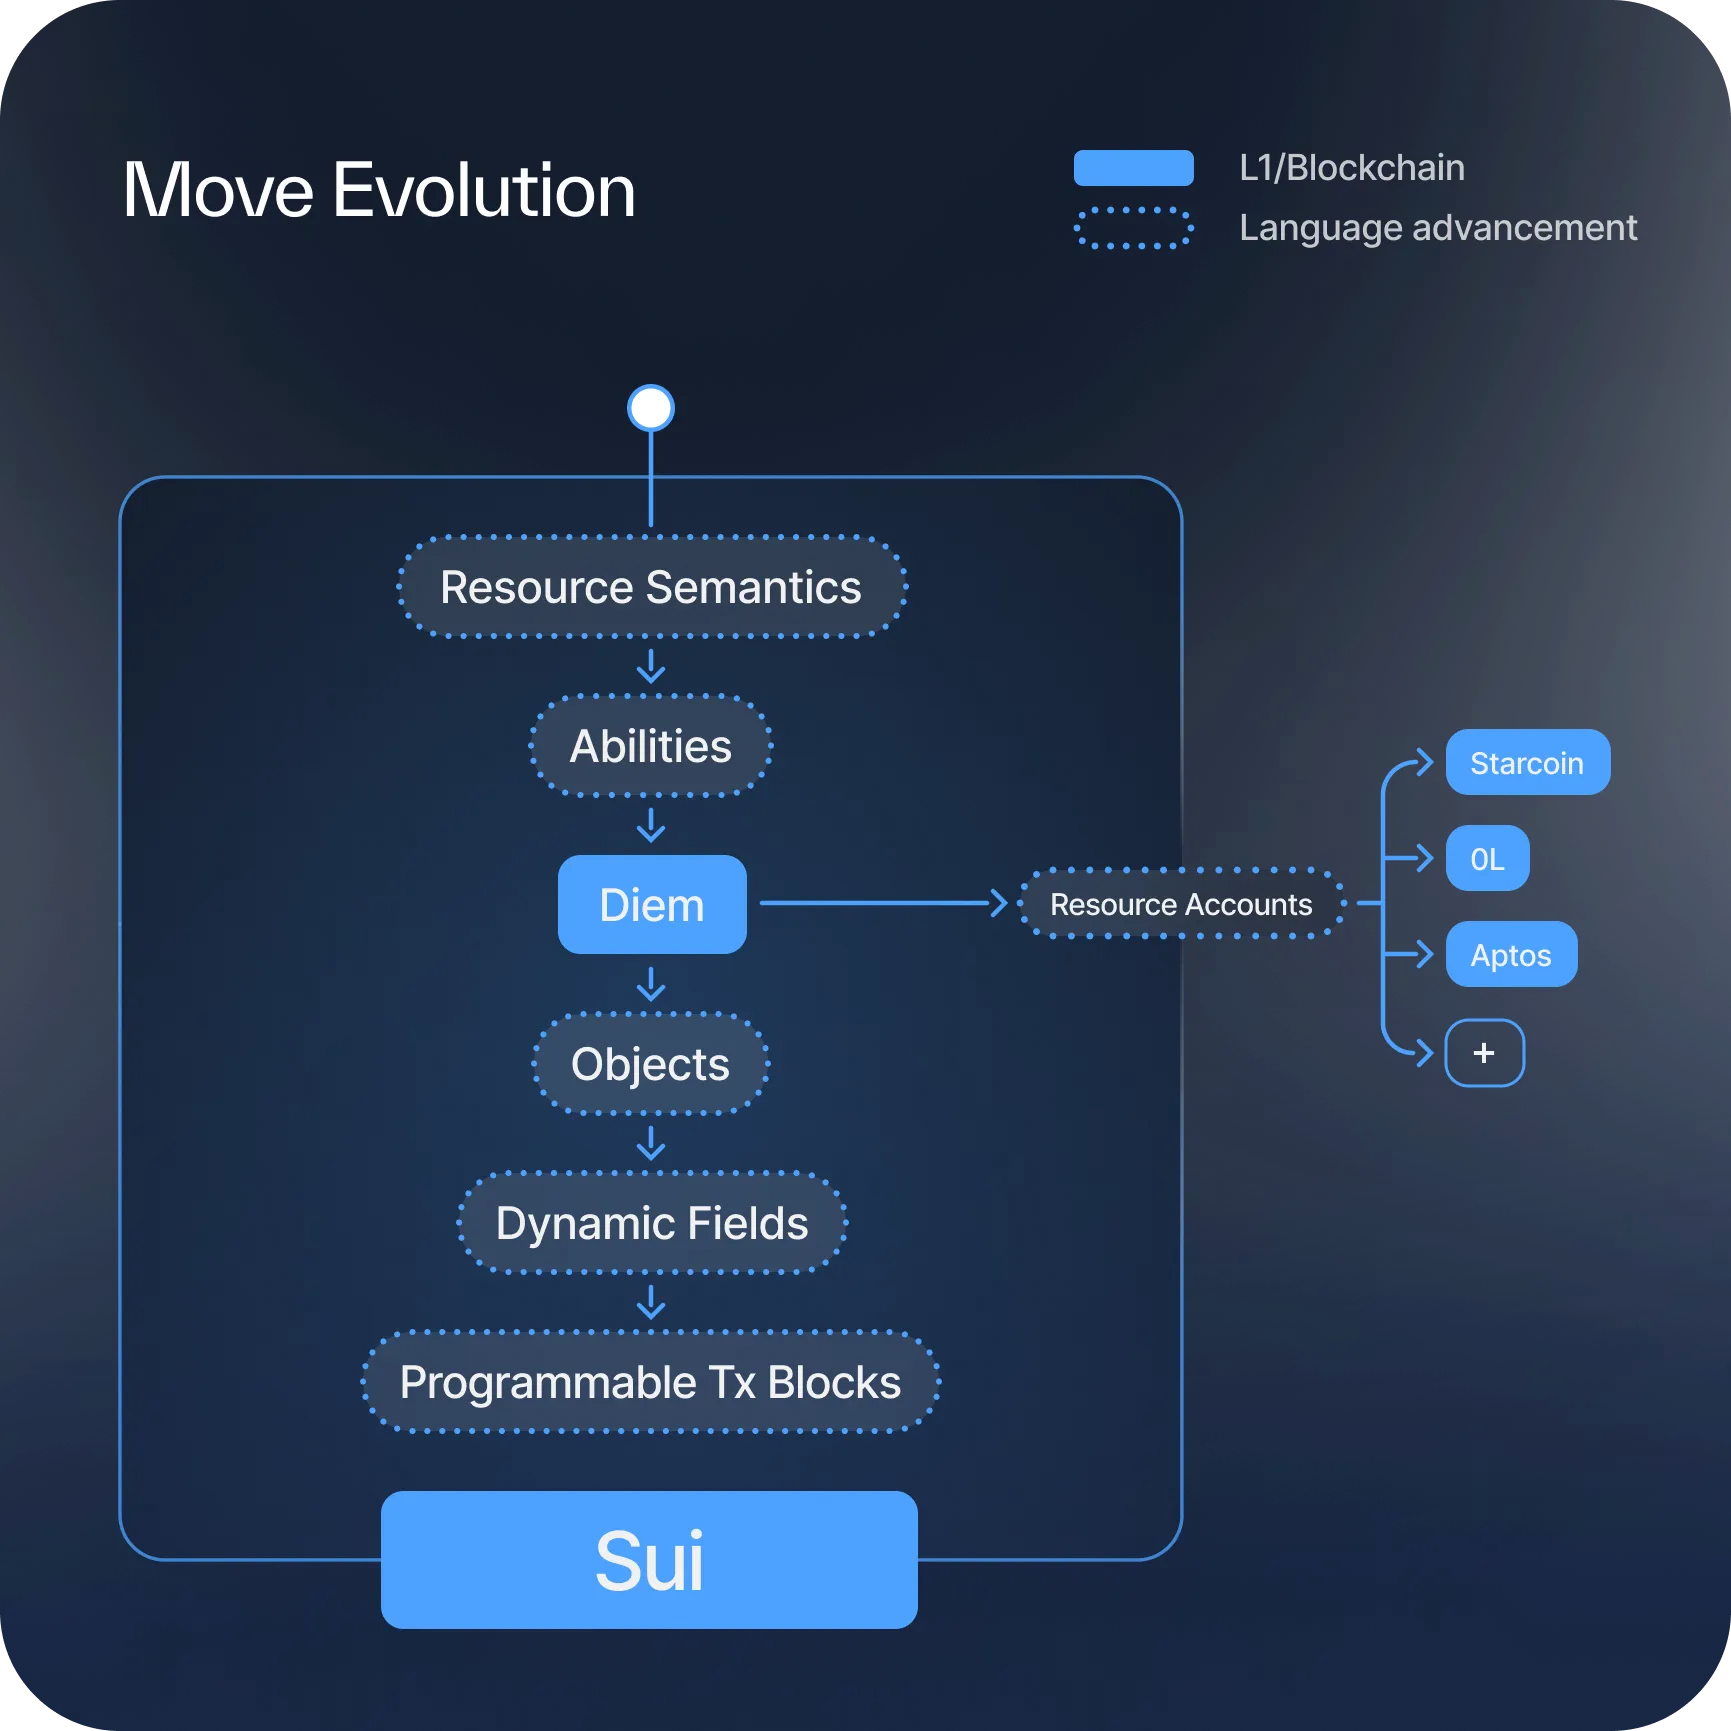 Move Evolution
L1/Blockchain
Language advancement
Resource Semantics
Abilities
Diem
Resource Accounts
Starcoin
0L
Aptos
+
Objects
Dynamic Fields
Programmable Tx Blocks
Sui